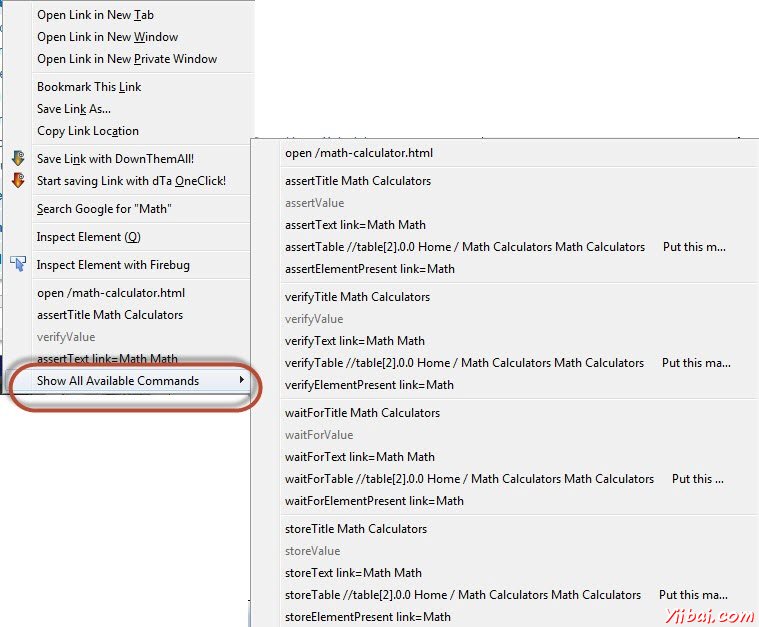 Open Link in New Tab
Open Link in New Window
Open Link in New Private Window
Bookmark This Link
Save Link As...
Copy Link Location
Save Link with DownThemAll!
Start saving Link with dTa OneClick!
Search Google for "Math"
Inspect Element (Q)
Inspect Element with Firebug
open /math-calculator.html
assertTitle Math Calculators
verifyValue
assertText link=Math Math
Show All Available Commands
open /math-calculator.html
assertTitle Math Calculators
assertValue
assertText link=Math Math
assertTable //table[2].0.0 Home / Math Calculators Math Calculators Put this m...
assertElementPresent link=Math
verifyTitle Math Calculators
verifyValue
verifyText link=Math Math
verifyTable //table[2].0.0 Home / Math Calculators Math Calculators Put this ma...
verifyElementPresent link=Math
waitForTitle Math Calculators
waitForValue
waitForText link=Math Math
waitForTable //table[2].0.0 Home / Math Calculators Math Calculators Put this ...
waitForElementPresent link=Math
storeTitle Math Calculators
storeValue
storeText link=Math Math
storeTable //table[2].0.0 Home / Math Calculators Math Calculators Put this ma...
storeElementPresent link=Math
Yiibai.com